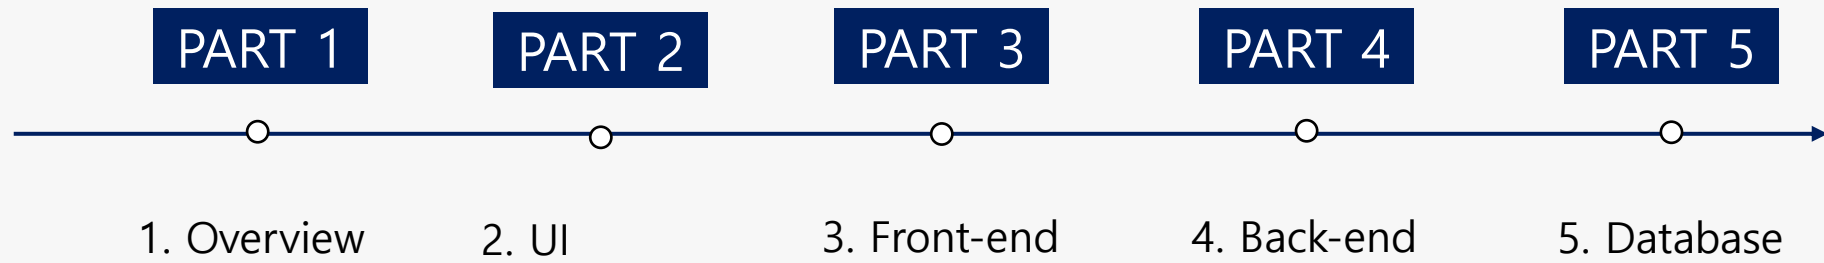 PART 1
PART 2
PART 3
PART 4
PART 5
1. Overview
2. UI
3. Front-end
4. Back-end
5. Database